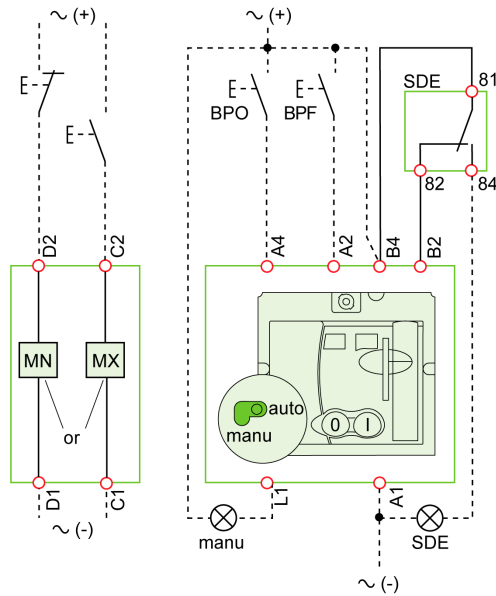 ~ (+)
~ (+)
SDE
81
BPO
BPF
82
84
D2
C2
A4
A2
B4
B2
MN
MX
or
auto
manu
0
I
D1
C1
L1
A1
~ (-)
manu
SDE
~ (-)